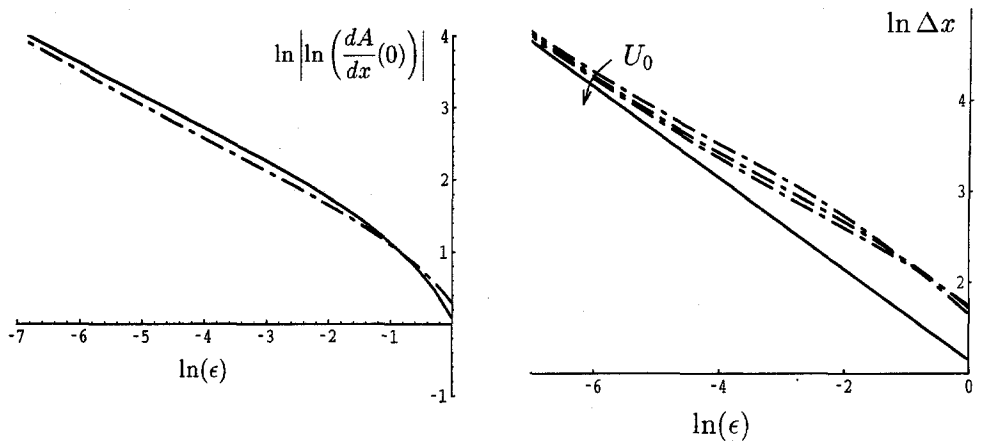 4
ln|ln(dA/dx(0))|
3
2
1
-7 -6 -5 -4 -3 -2 -1
-1
ln(ϵ)
ln Δx
U₀
4
3
2
-6 -4 -2 0
ln(ϵ)